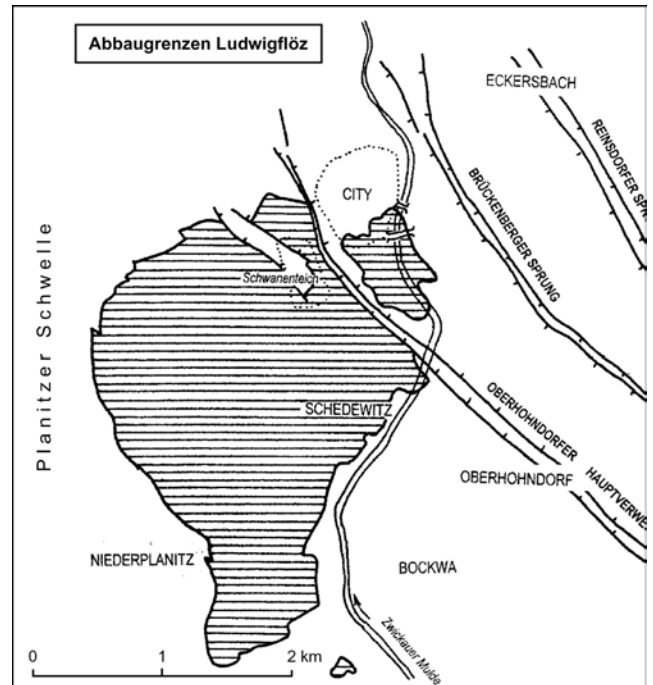 Abbaugrenzen Ludwigflöz
ECKERSBACH
REINSDORFER SPR
CITY
BRÜCKENBERGER SPRUNG
Schwanenteich
Planitzer Schwelle
SCHEDEWITZ
OBERHOHNDORFER
HAUPTVERWE
OBERHOHNDORF
NIEDERPLANITZ
BOCKWA
Zwickauer Mulde
0 1 2 km